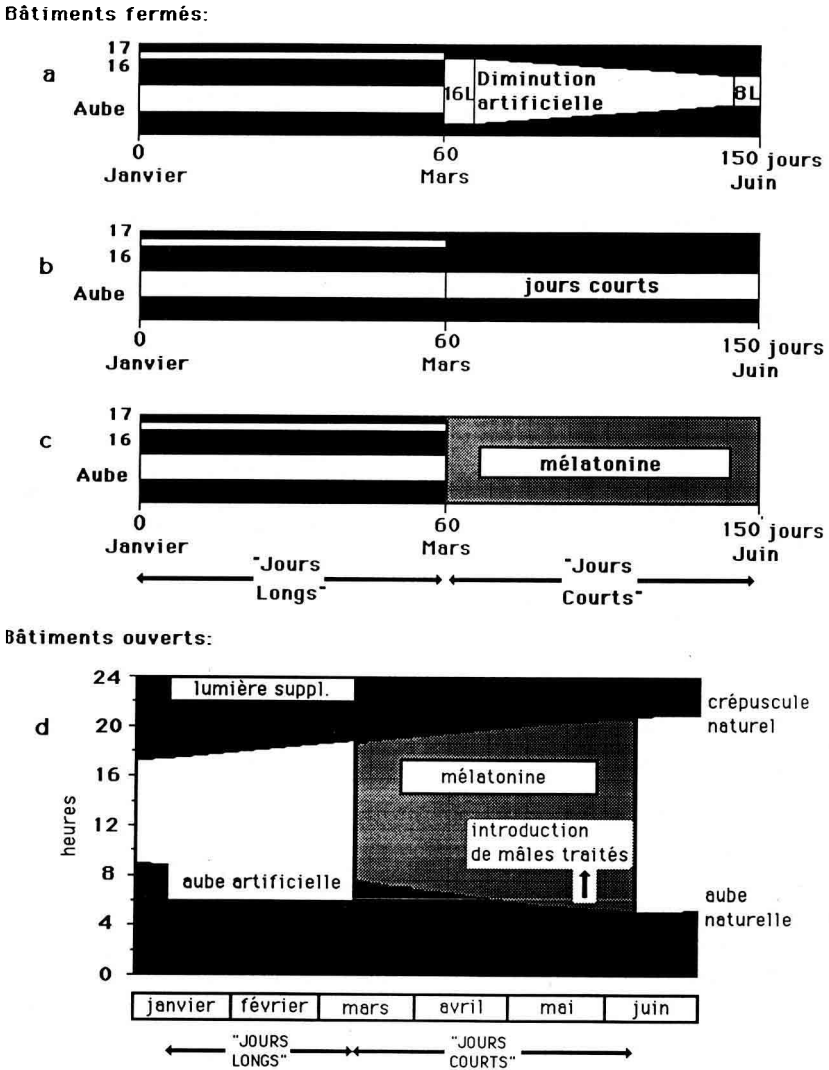 Bâtiments fermés:
17
16
a
Aube
16L
Diminution
artificielle
8L
0
60
150 jours
Janvier
Mars
Juin
17
16
b
Aube
jours courts
0
60
150 jours
Janvier
Mars
Juin
17
16
c
Aube
mélatonine
0
60
150 jours
Janvier
Mars
Juin
"Jours
Longs"
"Jours
Courts"
Bâtiments ouverts:
d
heures
24
20
16
12
8
4
0
lumière suppl.
crépuscule
naturel
mélatonine
introduction
de mâles traités
aube artificielle
aube
naturelle
janvier février mars avril mai juin
"JOURS
LONGS"
"JOURS
COURTS"